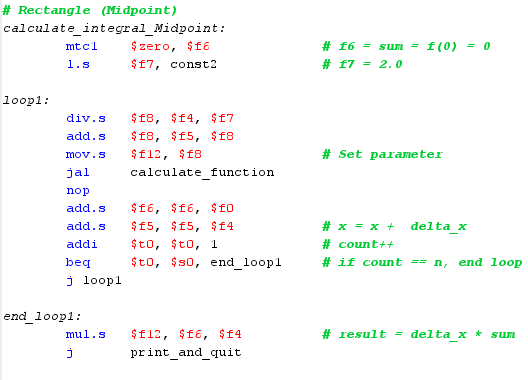 # Rectangle (Midpoint)
calculate_integral_Midpoint:
mtc1 $zero, $f6 # f6 = sum = f(0) = 0
l.s $f7, const2 # f7 = 2.0
loop1:
div.s $f8, $f4, $f7
add.s $f8, $f5, $f8
mov.s $f12, $f8 # Set parameter
jal calculate_function
nop
add.s $f6, $f6, $f0
add.s $f5, $f5, $f4 # x = x + delta_x
addi $t0, $t0, 1 # count++
beq $t0, $s0, end_loop1 # if count == n, end loop
j loop1
end_loop1:
mul.s $f12, $f6, $f4 # result = delta_x * sum
j print_and_quit